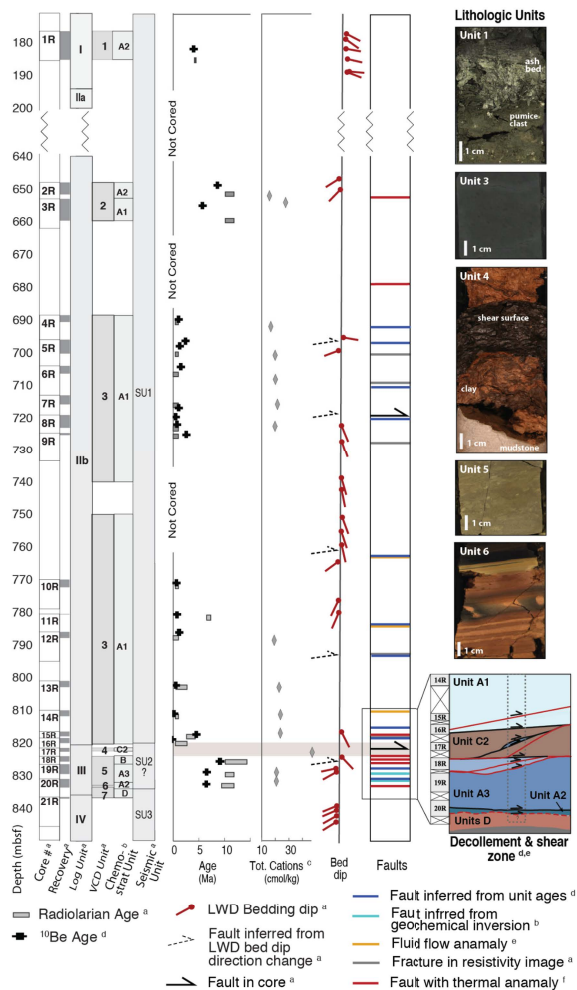 Lithologic Units
180
190
200
640
650
660
670
680
690
700
710
720
730
740
750
760
770
780
790
800
810
820
830
840
Depth (mbsf)
1R
2R
3R
4R
5R
6R
7R
8R
9R
10R
11R
12R
13R
14R
15R
16R
17R
18R
19R
20R
21R
I
IIa
IIb
III
IV
1
2
3
3
4
5
6
7
A2
A2
A1
A1
A1
C2
B
A3
A2
D
SU1
SU2
?
SU3
Not Cored
Not Cored
Not Cored
Not Cored
Unit 1
ash
bed
pumice
clast
1 cm
Unit 3
1 cm
Unit 4
shear surface
clay
mudstone
1 cm
Unit 5
1 cm
Unit 6
1 cm
14R
15R
16R
17R
18R
19R
20R
Unit A1
Unit C2
Unit A3
Unit A2
Units D
Decollement & shear
zone d,e
Core # a
Recovery a
Log Unit a
VCD Unit a
Chemo- b
strat Unit
Seismic a
Unit
0
10
Age
(Ma)
10
30
Tot. Cations c
(cmol/kg)
Bed
dip
Faults
Radiolarian Age a
10Be Age d
LWD Bedding dip a
Fault inferred from
LWD bed dip
direction change a
Fault in core a
Fault inferred from unit ages d
Fault infrred from
geochemical inversion b
Fluid flow anamaly e
Fracture in resistivity image a
Fault with thermal anamaly f